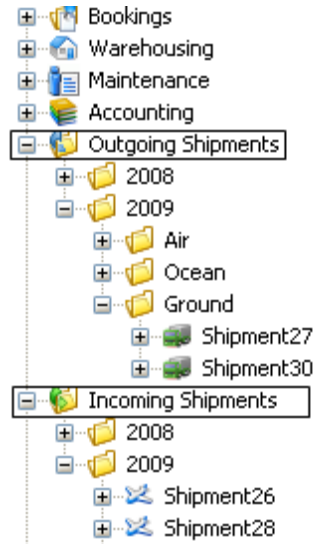 Bookings
Warehousing
Maintenance
Accounting
Outgoing Shipments
2008
2009
Air
Ocean
Ground
Shipment27
Shipment30
Incoming Shipments
2008
2009
Shipment26
Shipment28